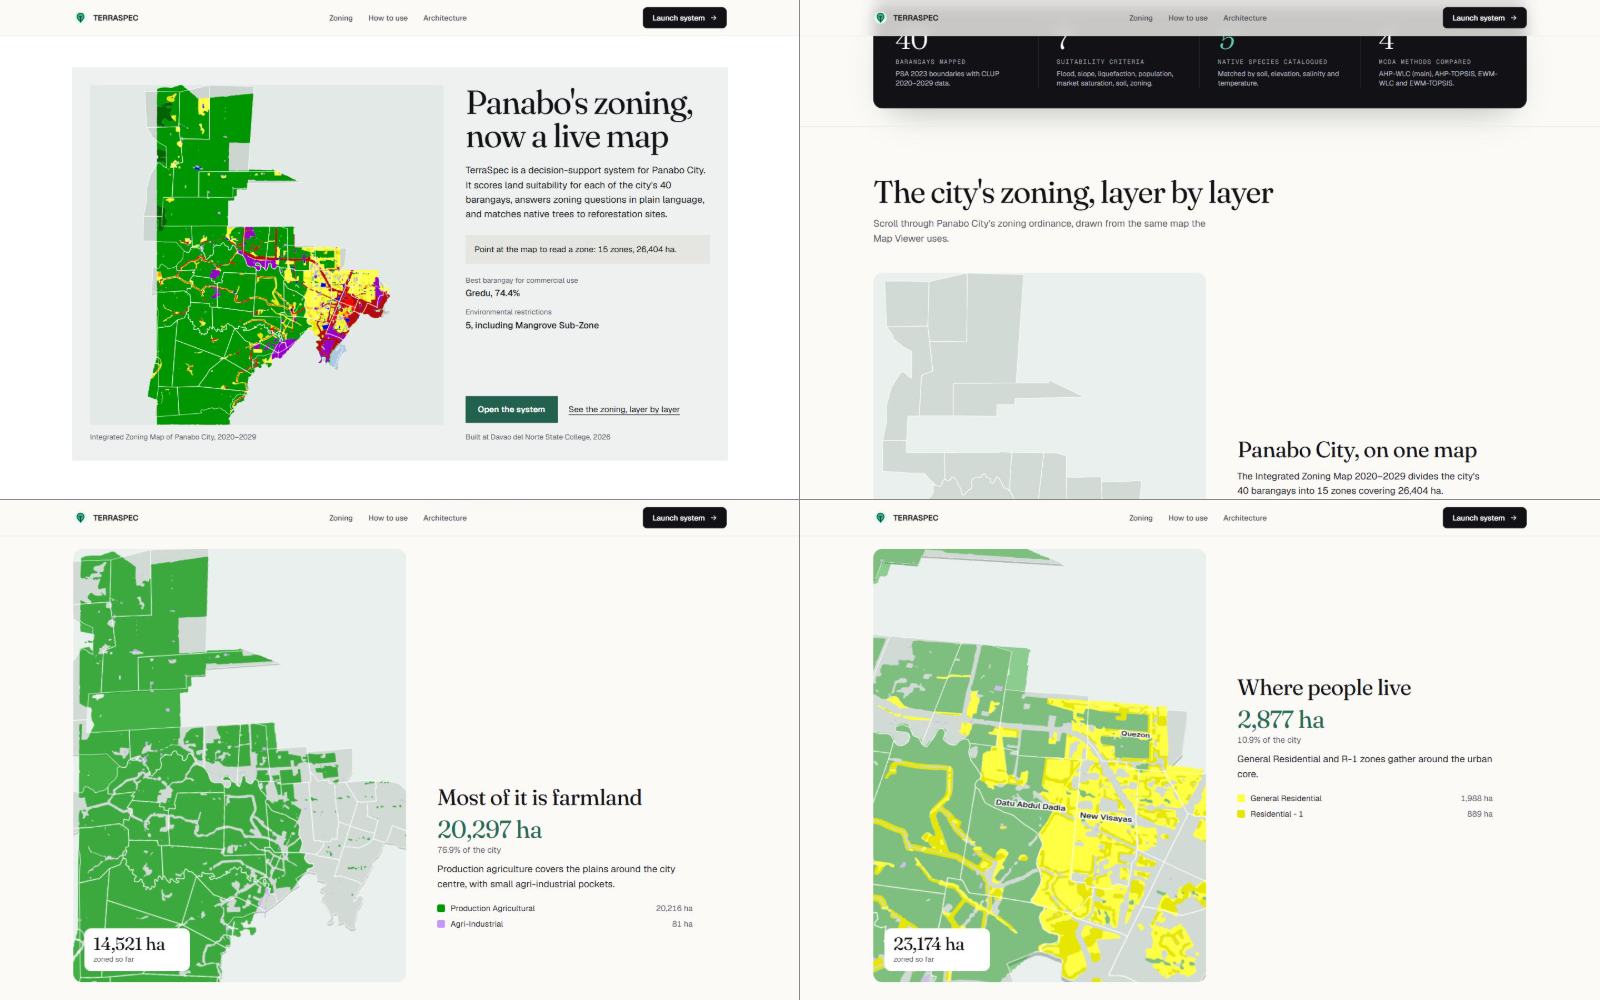 TERRASPEC
Zoning How to use Architecture
Launch system →
Panabo's zoning,
now a live map
TerraSpec is a decision-support system for Panabo City.
It scores land suitability for each of the city's 40
barangays, answers zoning questions in plain language,
and matches native trees to reforestation sites.
Point at the map to read a zone: 15 zones, 26,404 ha.
Best barangay for commercial use
Gredu, 74.4%
Environmental restrictions
5, including Mangrove Sub-Zone
Open the system See the zoning, layer by layer
Integrated Zoning Map of Panabo City, 2020–2029
Built at Davao del Norte State College, 2026
TERRASPEC
Zoning How to use Architecture
Launch system →
40
BARANGAYS MAPPED
PSA 2023 boundaries with CLUP
2020–2029 data.
7
SUITABILITY CRITERIA
Flood, slope, liquefaction, population,
market saturation, soil, zoning.
5
NATIVE SPECIES CATALOGUED
Matched by soil, elevation, salinity and
temperature.
4
MCDA METHODS COMPARED
AHP-WLC (main), AHP-TOPSIS, EWM-
WLC and EWM-TOPSIS.
The city's zoning, layer by layer
Scroll through Panabo City's zoning ordinance, drawn from the same map the
Map Viewer uses.
Panabo City, on one map
The Integrated Zoning Map 2020–2029 divides the city's
40 barangays into 15 zones covering 26,404 ha.
TERRASPEC
Zoning How to use Architecture
Launch system →
Most of it is farmland
20,297 ha
76.9% of the city
Production agriculture covers the plains around the city
centre, with small agri-industrial pockets.
Production Agricultural 20,216 ha
Agri-Industrial 81 ha
14,521 ha
zoned so far
TERRASPEC
Zoning How to use Architecture
Launch system →
Quezon
Datu Abdul Dadia
New Visayas
Where people live
2,877 ha
10.9% of the city
General Residential and R-1 zones gather around the urban
core.
General Residential 1,988 ha
Residential - 1 889 ha
23,174 ha
zoned so far